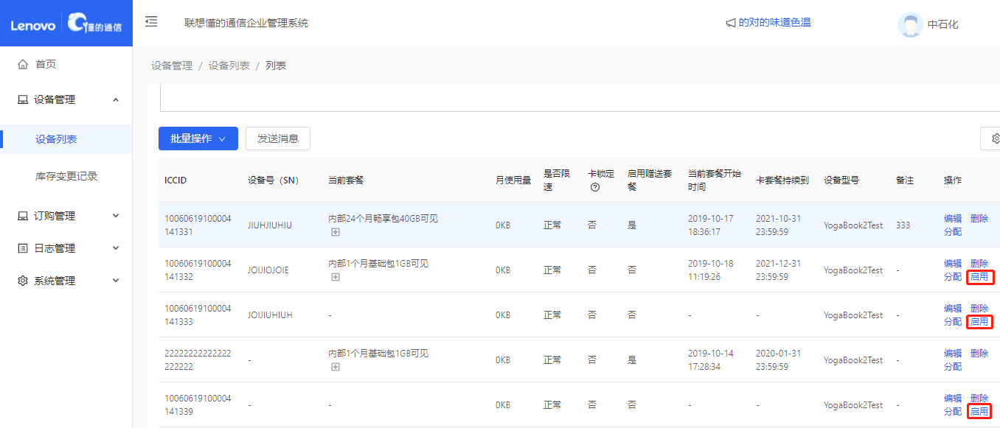 Lenovo 懂的通信
联想懂的通信企业管理系统
的对的味道色温
中石化
首页
设备管理
设备列表
库存变更记录
订购管理
日志管理
系统管理
设备管理 / 设备列表 / 列表
批量操作
发送消息
ICCID 设备号（SN） 当前套餐 月使用量 是否限速 卡锁定 启用赠送套餐 当前套餐开始时间 卡套餐持续到 设备型号 备注 操作
10060619100004141331 JIUHJIUHIU 内部24个月畅享包40GB可见 0KB 正常 否 是 2019-10-17 18:36:17 2021-10-31 23:59:59 YogaBook2Test 333 编辑 删除 分配
10060619100004141332 JOIJIOJOIE 内部1个月基础包1GB可见 0KB 正常 否 否 2019-10-18 11:19:26 2021-12-31 23:59:59 YogaBook2Test - 编辑 删除 分配 启用
10060619100004141333 JOIJIUHIUH - 0KB 正常 否 否 - - YogaBook2Test - 编辑 删除 分配 启用
22222222222222222222 - 内部1个月基础包1GB可见 0KB 正常 否 是 2019-10-14 17:28:34 2020-01-31 23:59:59 YogaBook2Test - 编辑 删除 分配
10060619100004141339 - - 0KB 正常 否 否 - - YogaBook2Test - 编辑 删除 分配 启用